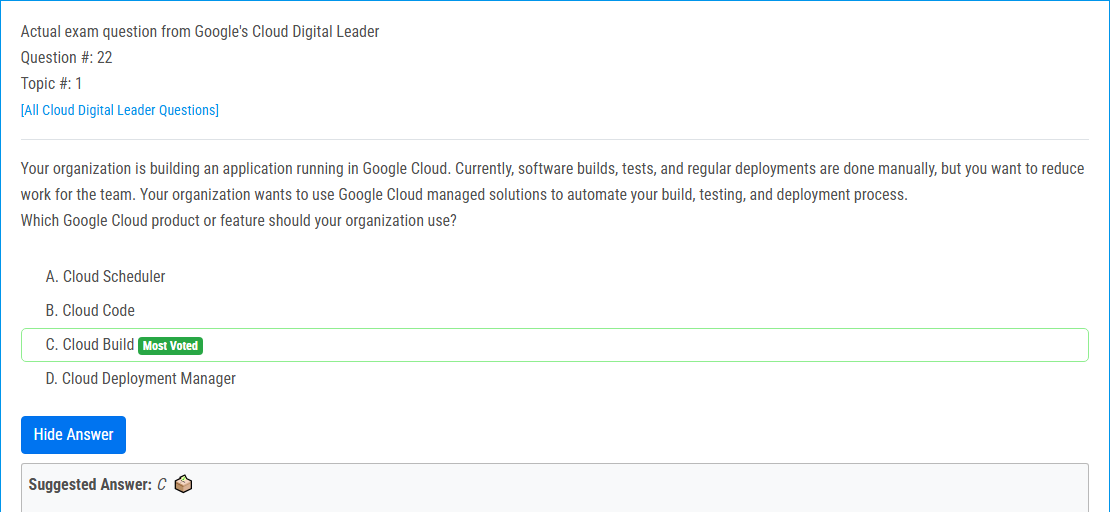 Actual exam question from Google's Cloud Digital Leader
Question #: 22
Topic #: 1
[All Cloud Digital Leader Questions]
Your organization is building an application running in Google Cloud. Currently, software builds, tests, and regular deployments are done manually, but you want to reduce
work for the team. Your organization wants to use Google Cloud managed solutions to automate your build, testing, and deployment process.
Which Google Cloud product or feature should your organization use?
A. Cloud Scheduler
B. Cloud Code
C. Cloud Build Most Voted
D. Cloud Deployment Manager
Hide Answer
Suggested Answer: C